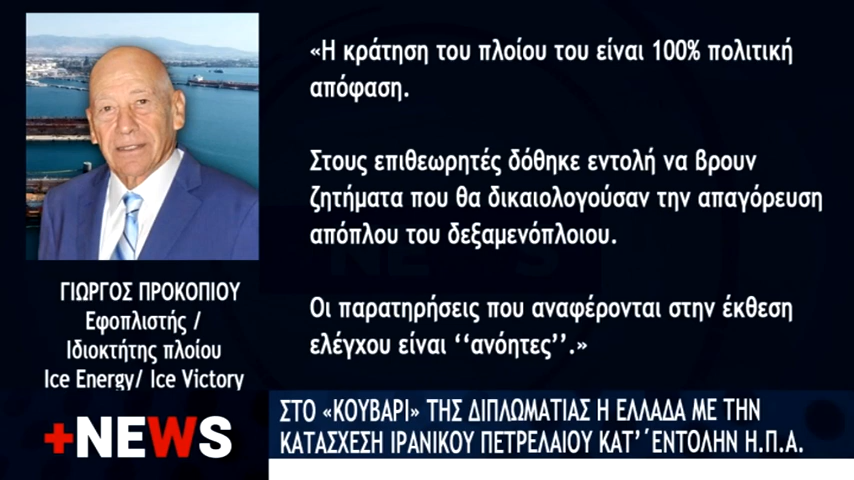 «Η κράτηση του πλοίου του είναι 100% πολιτική
απόφαση.
Στους επιθεωρητές δόθηκε εντολή να βρουν
ζητήματα που θα δικαιολογούσαν την απαγόρευση
απόπλου του δεξαμενόπλοιου.
Οι παρατηρήσεις που αναφέρονται στην έκθεση
ελέγχου είναι ‘‘ανόητες’’.»
ΓΙΩΡΓΟΣ ΠΡΟΚΟΠΙΟΥ
Εφοπλιστής /
Ιδιοκτήτης πλοίου
Ice Energy/ Ice Victory
+NEWS
ΣΤΟ «ΚΟΥΒΑΡΙ» ΤΗΣ ΔΙΠΛΩΜΑΤΙΑΣ Η ΕΛΛΑΔΑ ΜΕ ΤΗΝ
ΚΑΤΑΣΧΕΣΗ ΙΡΑΝΙΚΟΥ ΠΕΤΡΕΛΑΙΟΥ ΚΑΤ’΄ΕΝΤΟΛΗΝ Η.Π.Α.